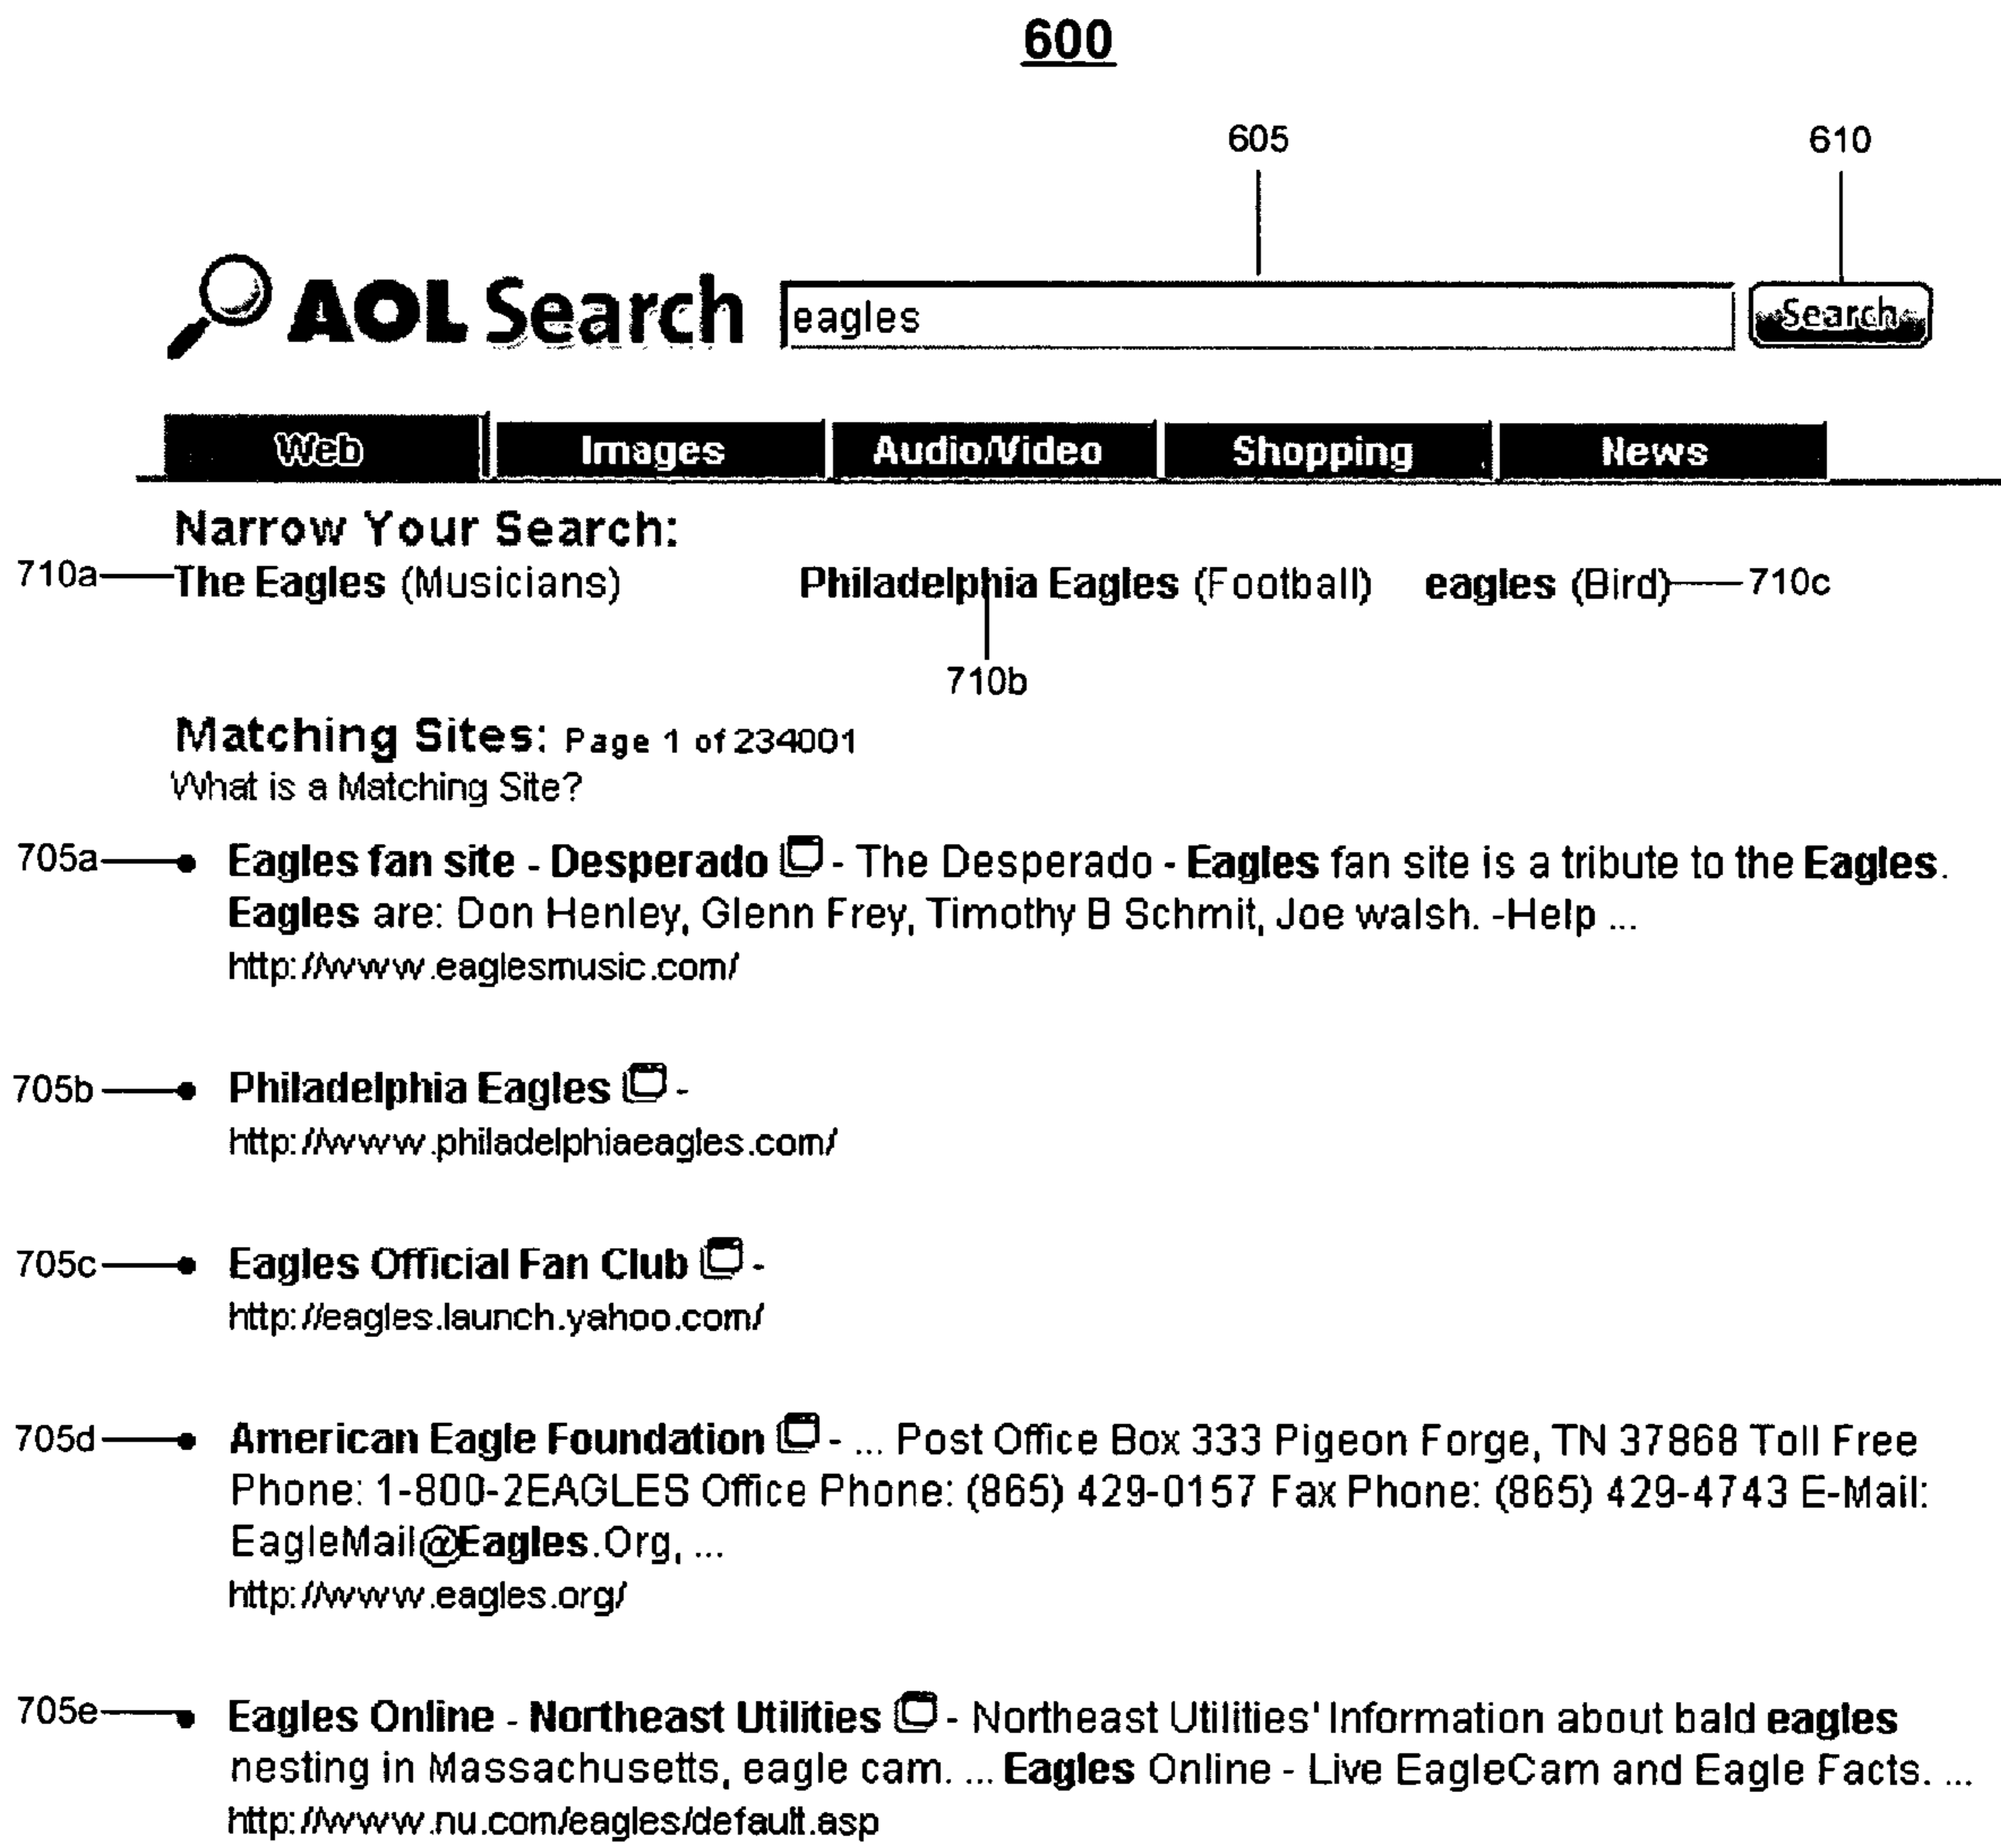 600
605
610
AOL Search
eagles
Search
Web Images Audio/Video Shopping News
Narrow Your Search:
710a The Eagles (Musicians) Philadelphia Eagles (Football) eagles (Bird) 710c
710b
Matching Sites: Page 1 of 234001
What is a Matching Site?
705a Eagles fan site - Desperado - The Desperado - Eagles fan site is a tribute to the Eagles.
Eagles are: Don Henley, Glenn Frey, Timothy B Schmit, Joe walsh. -Help ...
http://www.eaglesmusic.com/
705b Philadelphia Eagles -
http://www.philadelphiaeagles.com/
705c Eagles Official Fan Club -
http://eagles.launch.yahoo.com/
705d American Eagle Foundation - ... Post Office Box 333 Pigeon Forge, TN 37868 Toll Free
Phone: 1-800-2EAGLES Office Phone: (865) 429-0157 Fax Phone: (865) 429-4743 E-Mail:
EagleMail@Eagles.Org, ...
http://www.eagles.org/
705e Eagles Online - Northeast Utilities - Northeast Utilities' Information about bald eagles
nesting in Massachusetts, eagle cam. ... Eagles Online - Live EagleCam and Eagle Facts. ...
http://www.nu.com/eagles/default.asp